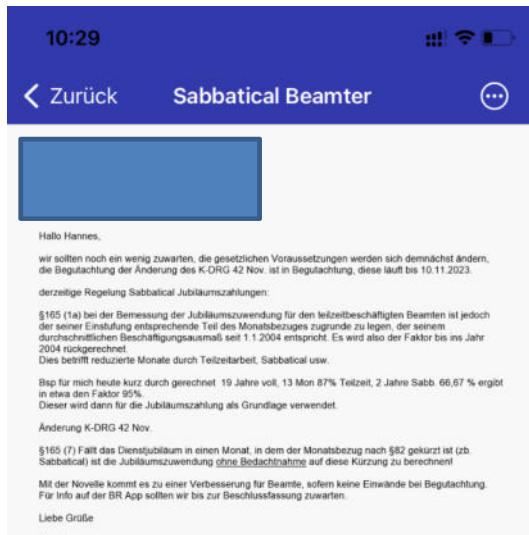 10:29
Zurück Sabbatical Beamter
Hallo Hannes,
wir sollten noch ein wenig zuwarten, die gesetzlichen Voraussetzungen werden sich demnächst ändern,
die Begutachtung der Änderung des K-DRG 42 Nov. ist in Begutachtung, diese läuft bis 10.11.2023.
derzeitige Regelung Sabbatical Jubiläumszahlungen:
§165 (1a) bei der Bemessung der Jubiläumszuwendung für den teilzeitbeschäftigten Beamten ist jedoch
der seiner Einstufung entsprechende Teil des Monatsbezuges zugrunde zu legen, der seinem
durchschnittlichen Beschäftigungsausmaß seit 1.1.2004 entspricht. Es wird also der Faktor bis ins Jahr
2004 rückgerechnet.
Dies betrifft reduzierte Monate durch Teilzeitarbeit, Sabbatical usw.
Bsp für mich heute kurz durch gerechnet 19 Jahre voll, 13 Mon 87% Teilzeit, 2 Jahre Sabb. 66,67 % ergibt
in etwa den Faktor 95%.
Dieser wird dann für die Jubiläumszahlung als Grundlage verwendet.
Änderung K-DRG 42 Nov.
§165 (7) Fällt das Dienstjubiläum in einen Monat, in dem der Monatsbezug nach §82 gekürzt ist (zb.
Sabbatical) ist die Jubiläumszuwendung ohne Bedachtnahme auf diese Kürzung zu berechnen!
Mit der Novelle kommt es zu einer Verbesserung für Beamte, sofern keine Einwände bei Begutachtung.
Für Info auf der BR App sollten wir bis zur Beschlussfassung zuwarten.
Liebe Grüße